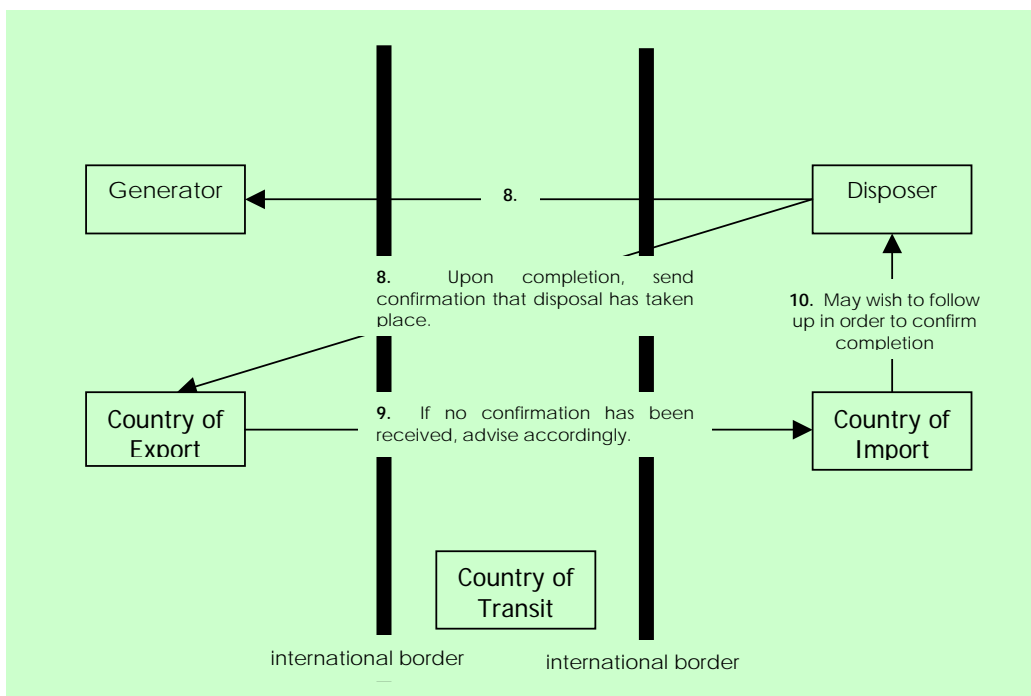 Generator
8.
Disposer
8. Upon completion, send
confirmation that disposal has taken
place.
10. May wish to follow
up in order to confirm
completion
Country of
Export
9. If no confirmation has been
received, advise accordingly.
Country of
Import
Country of
Transit
international border
international border